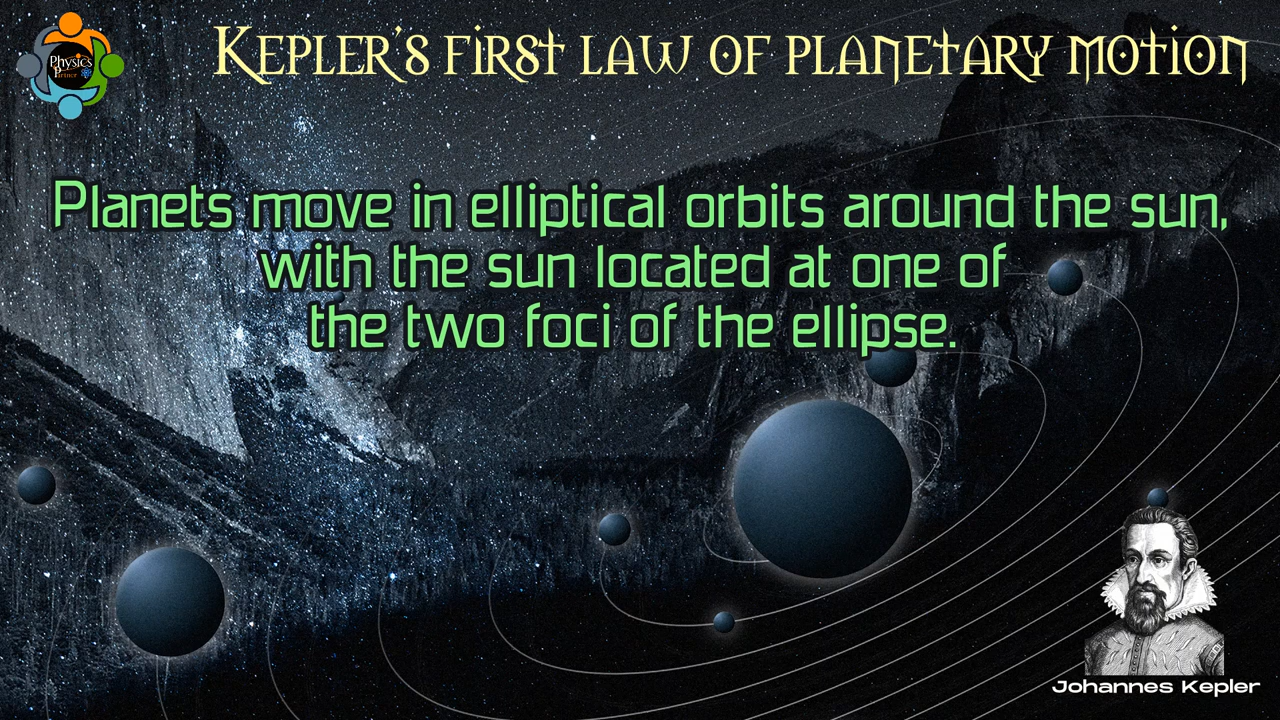 Physics
Partner
Kepler's first law of planetary motion
Planets move in elliptical orbits around the sun,
with the sun located at one of
the two foci of the ellipse.
Johannes Kepler